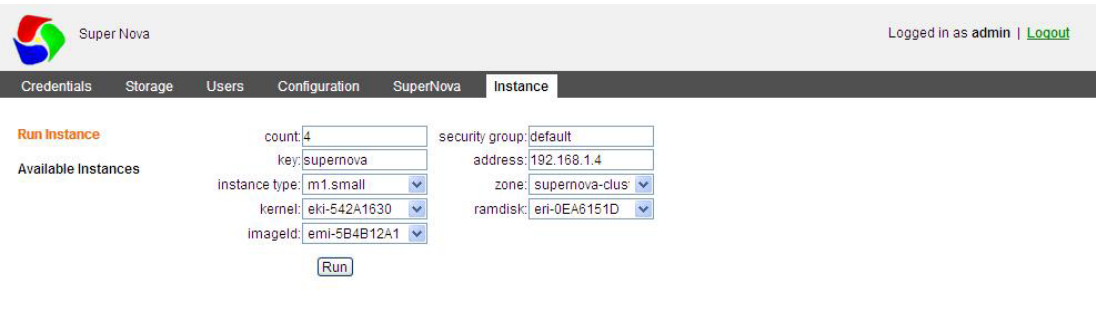 Super Nova
Logged in as admin | Logout
Credentials Storage Users Configuration SuperNova Instance
Run Instance
Available Instances
count: 4 security group: default
key: supernova address: 192.168.1.4
instance type: m1.small zone: supernova-clus
kernel: eki-542A1630 ramdisk: eri-0EA6151D
imageId: emi-5B4B12A1
Run